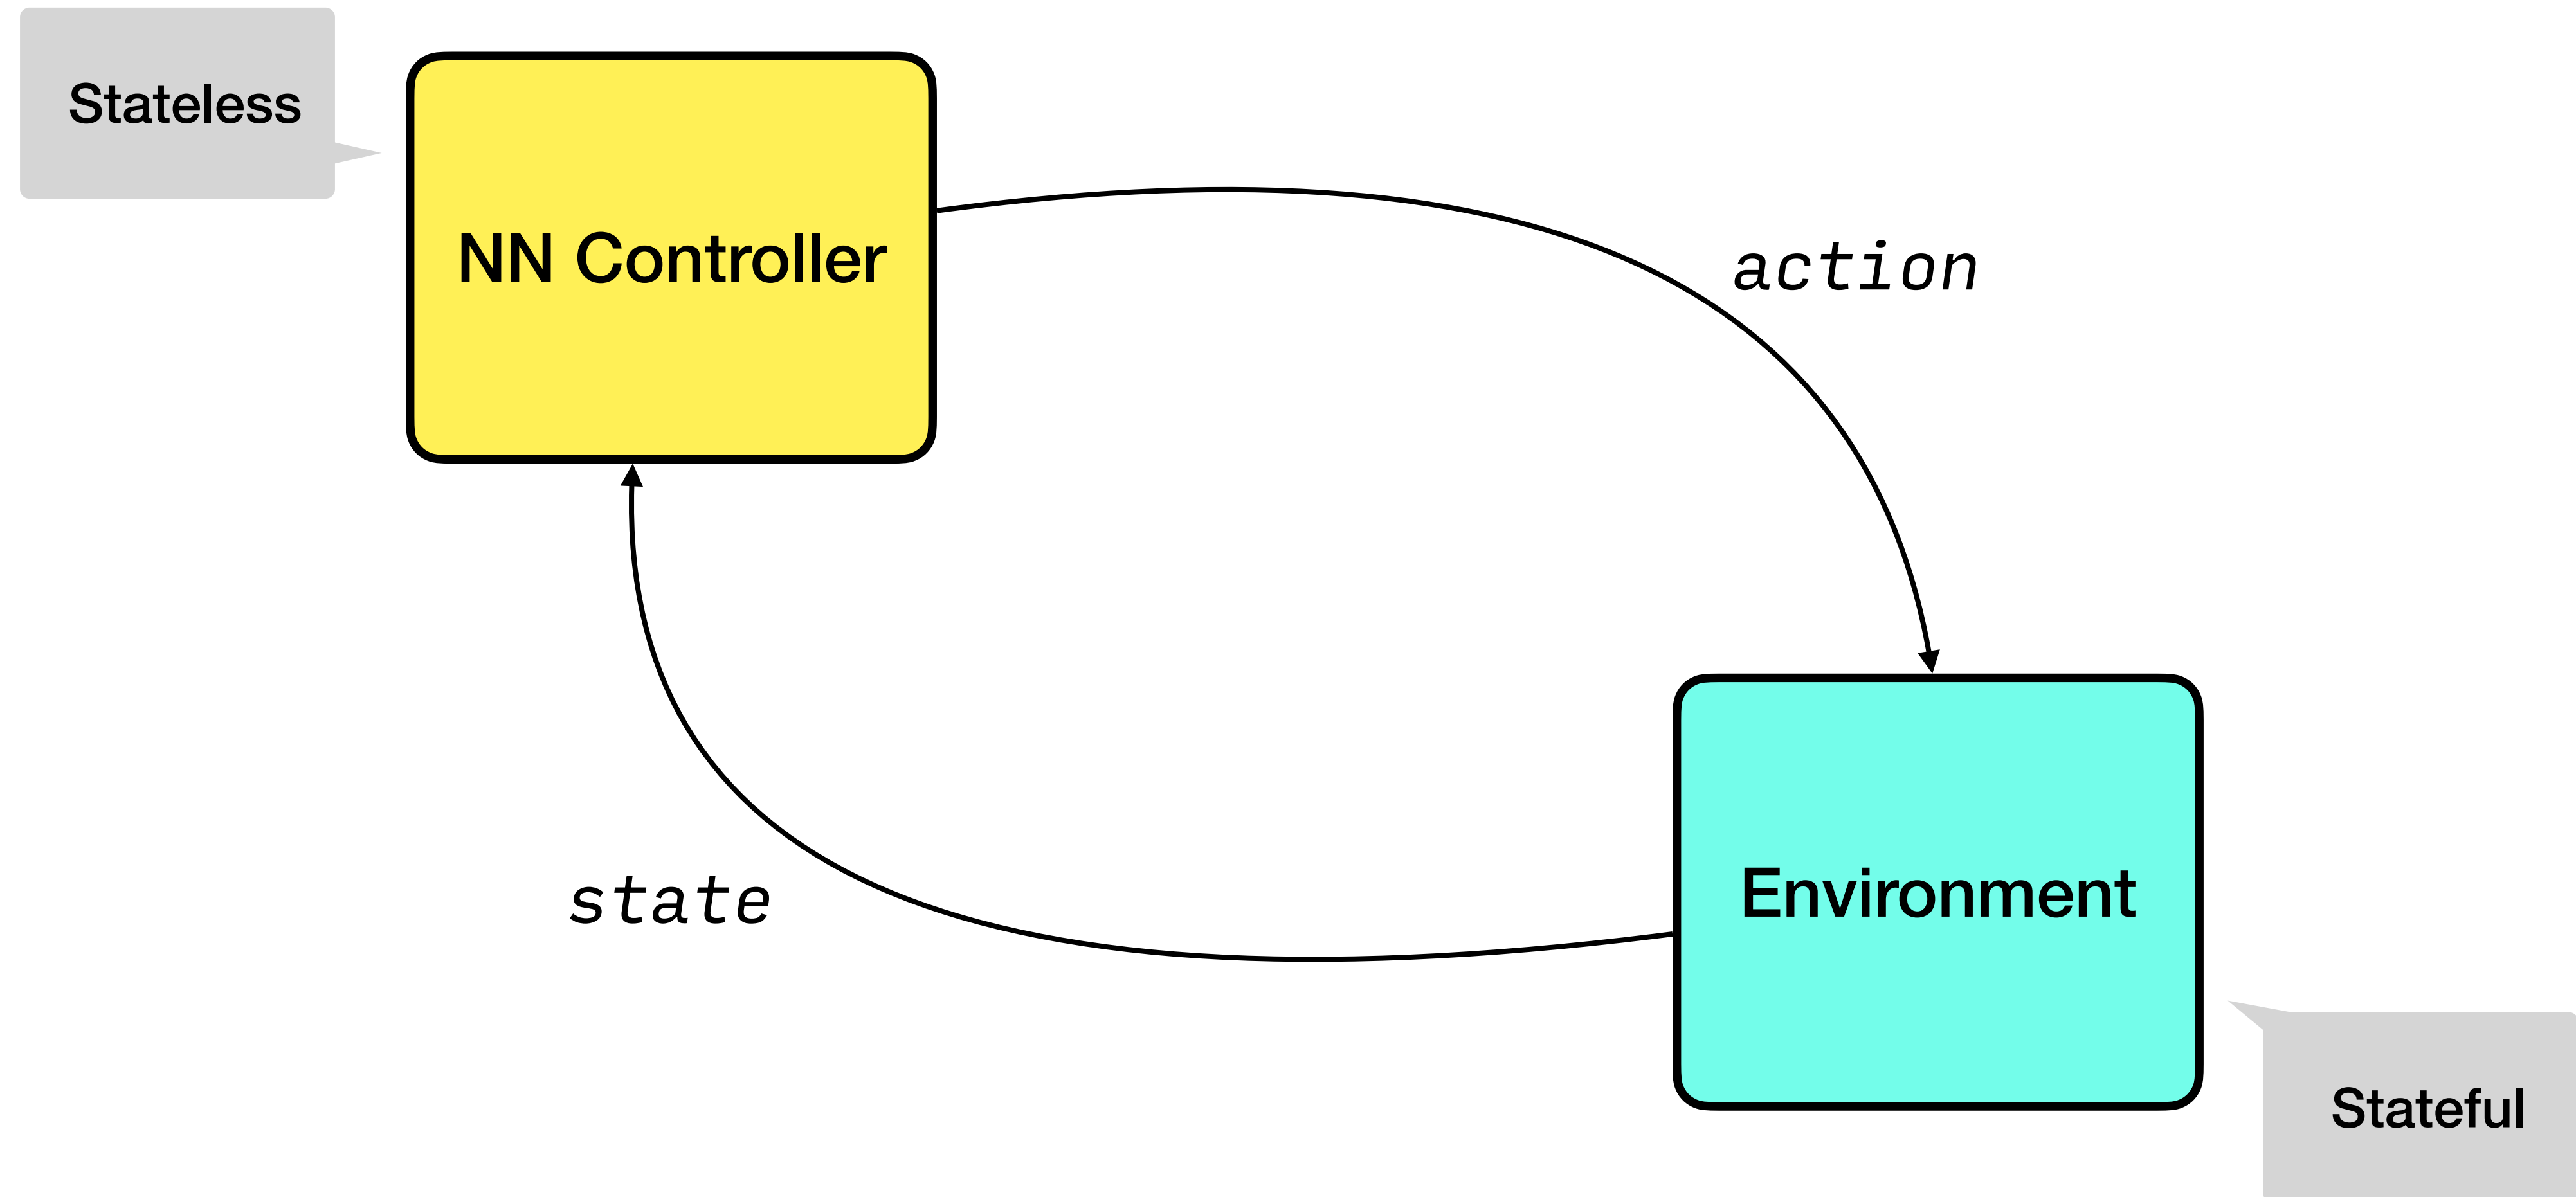 Stateless
NN Controller
action
state
Environment
Stateful